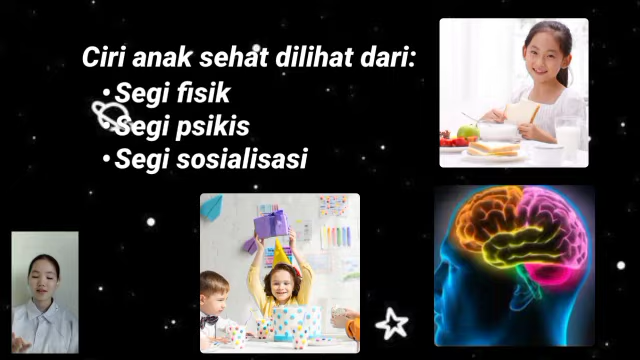 Ciri anak sehat dilihat dari:
• Segi fisik
• Segi psikis
• Segi sosialisasi